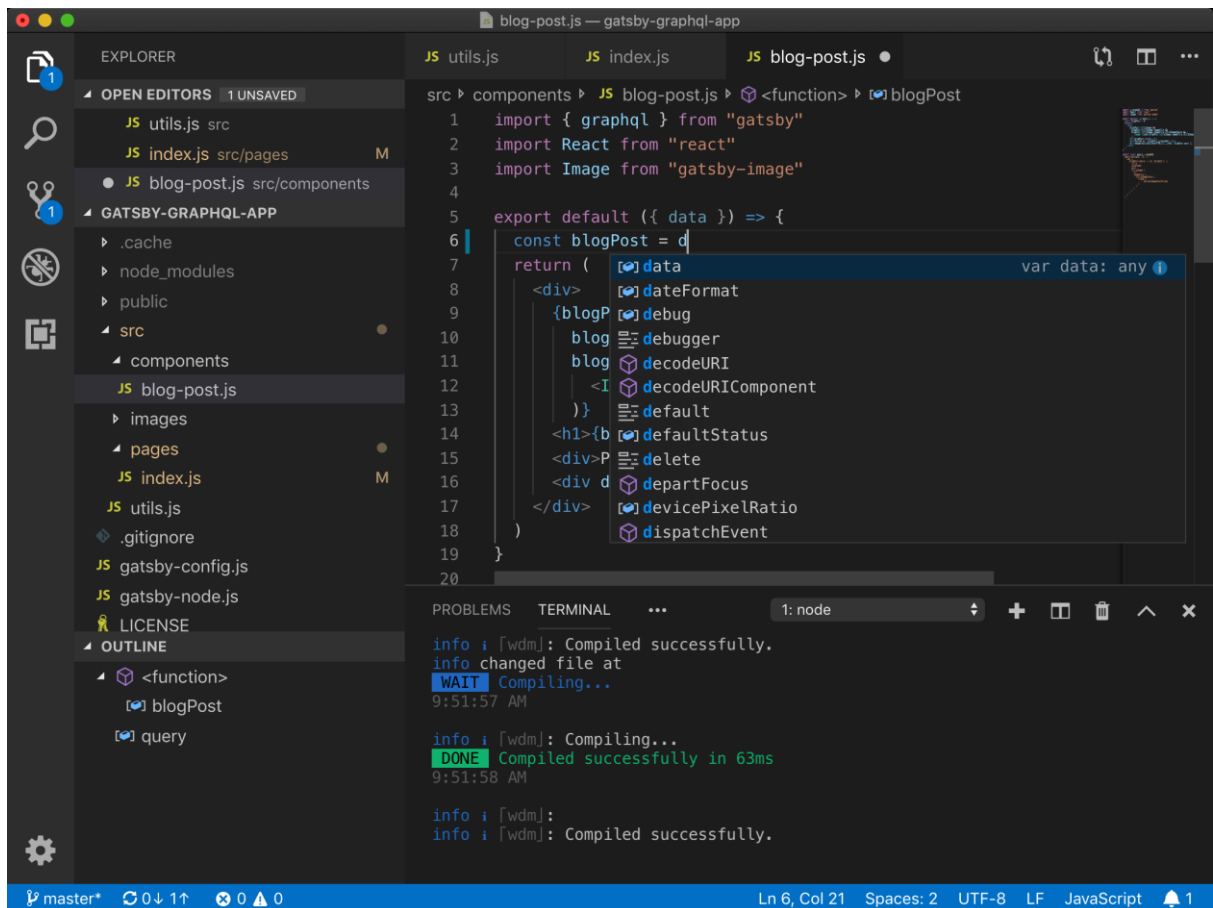 blog-post.js — gatsby-graphql-app
EXPLORER
OPEN EDITORS 1 UNSAVED
JS utils.js src
JS index.js src/pages M
JS blog-post.js src/components
GATSBY-GRAPHQL-APP
.cache
node_modules
public
src
components
JS blog-post.js
images
pages
JS index.js M
JS utils.js
.gitignore
JS gatsby-config.js
JS gatsby-node.js
LICENSE
OUTLINE
<function>
blogPost
query
1
1
JS utils.js JS index.js JS blog-post.js
src components JS blog-post.js <function> blogPost
1 import { graphql } from "gatsby"
2 import React from "react"
3 import Image from "gatsby-image"
4
5 export default ({ data }) => {
6 const blogPost = d
7 return (
8 <div>
9 {blogP
10 blog
11 blog
12 <I
13 )}
14 <h1>{b
15 <div>P
16 <div d
17 </div>
18 )
19 }
20
data var data: any
dateFormat
debug
debugger
decodeURI
decodeURIComponent
default
defaultStatus
delete
departFocus
devicePixelRatio
dispatchEvent
PROBLEMS TERMINAL ••• 1: node
info i ⌈wdm⌋: Compiled successfully.
info changed file at
WAIT Compiling...
9:51:57 AM
info i ⌈wdm⌋: Compiling...
DONE Compiled successfully in 63ms
9:51:58 AM
info i ⌈wdm⌋:
info i ⌈wdm⌋: Compiled successfully.
master* 0↓ 1↑ 0 0 Ln 6, Col 21 Spaces: 2 UTF-8 LF JavaScript 1